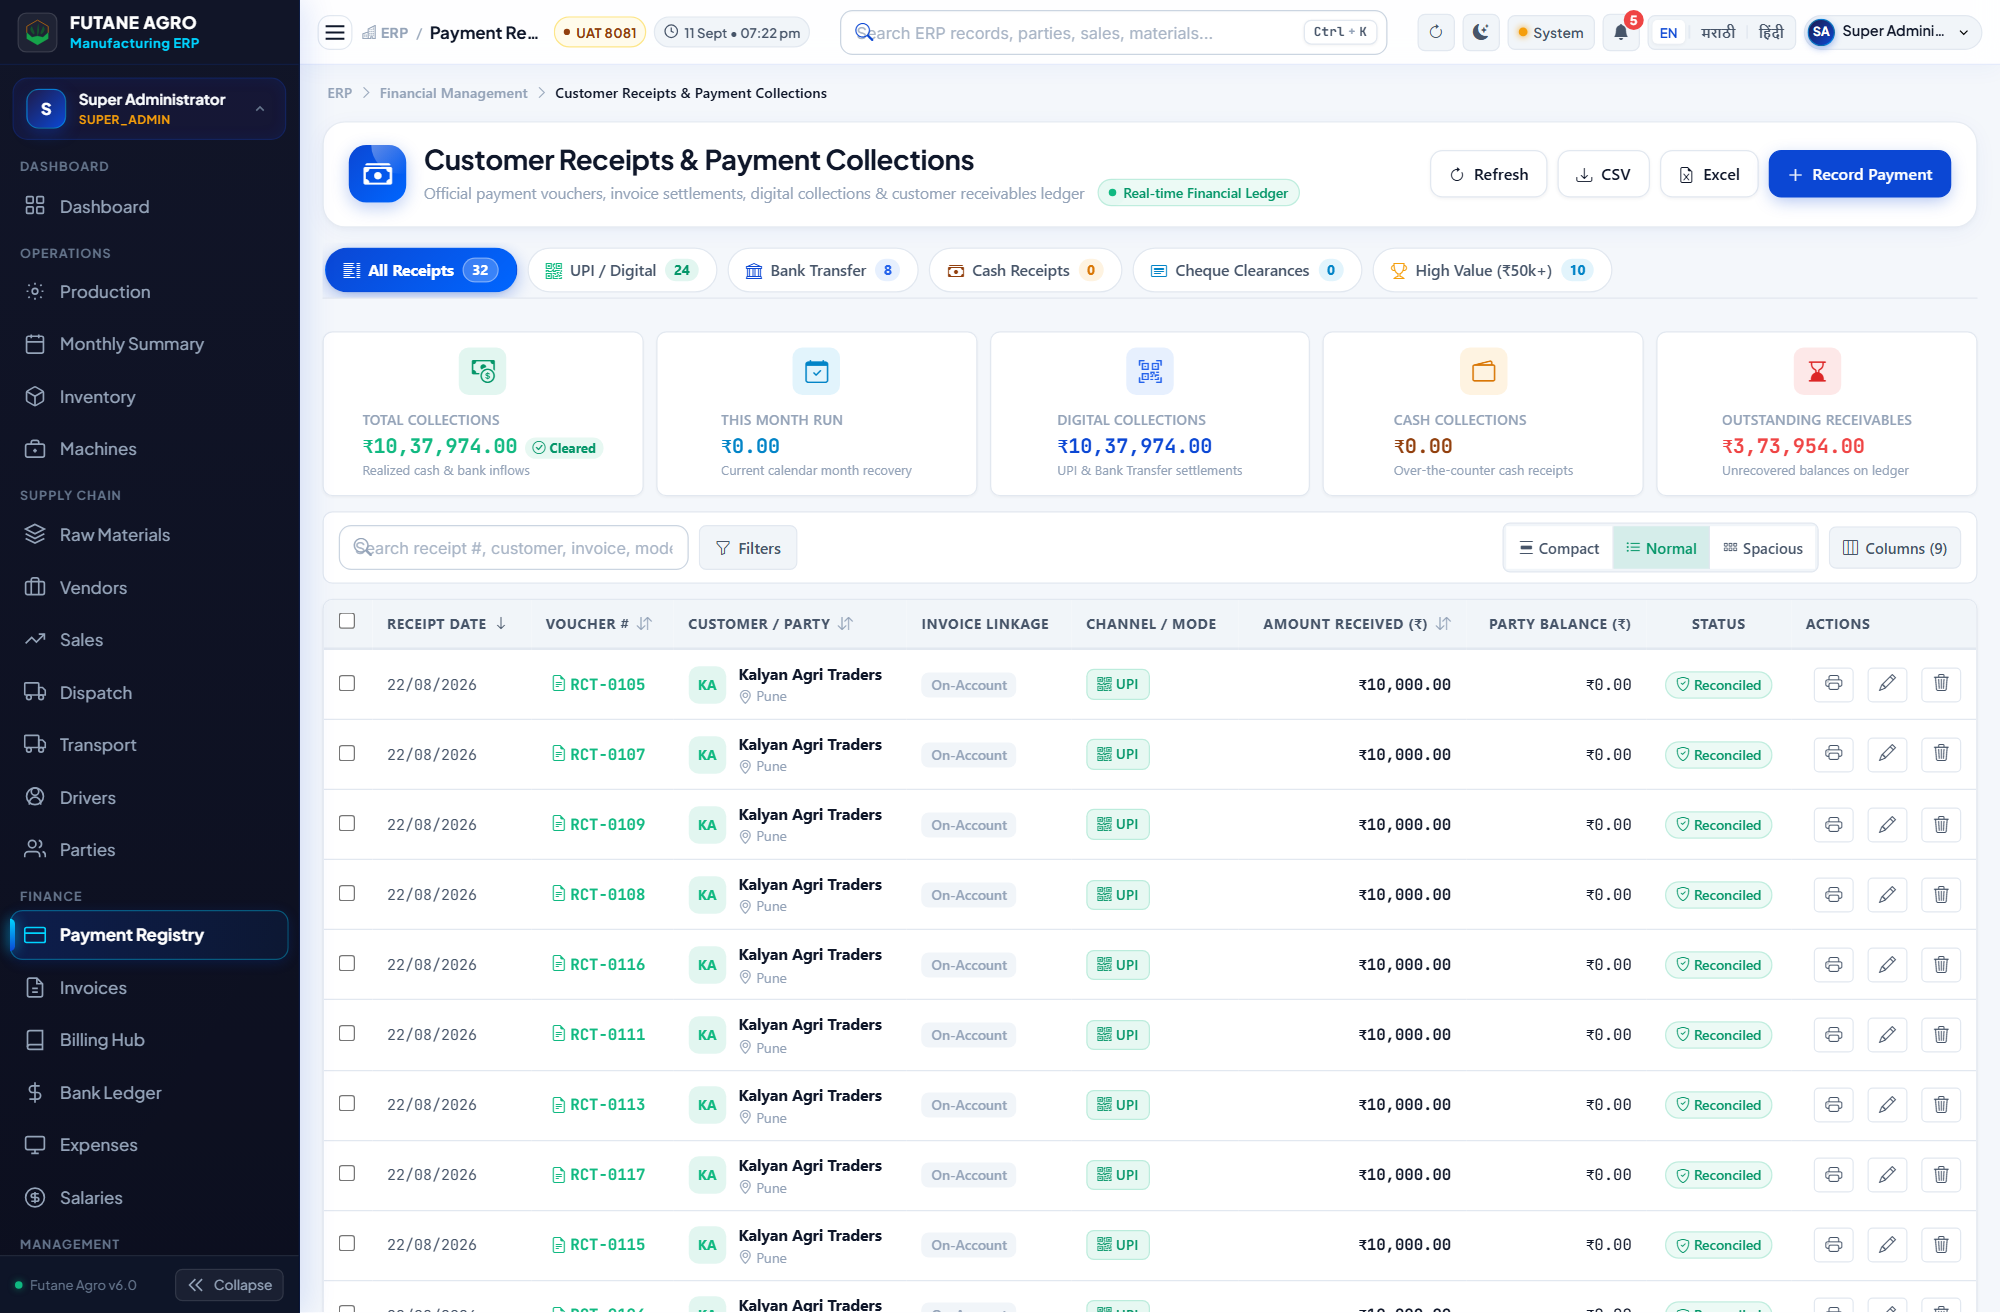 FUTANE AGRO
Manufacturing ERP
S
Super Administrator
SUPER_ADMIN
DASHBOARD
Dashboard
OPERATIONS
Production
Monthly Summary
Inventory
Machines
SUPPLY CHAIN
Raw Materials
Vendors
Sales
Dispatch
Transport
Drivers
Parties
FINANCE
Payment Registry
Invoices
Billing Hub
Bank Ledger
Expenses
Salaries
MANAGEMENT
Futane Agro v6.0
Collapse
ERP / Payment Re...
UAT 8081
11 Sept • 07:22 pm
Search ERP records, parties, sales, materials...
Ctrl + K
System
5
EN
मराठी
हिंदी
SA
Super Admini...
ERP > Financial Management > Customer Receipts & Payment Collections
Customer Receipts & Payment Collections
Official payment vouchers, invoice settlements, digital collections & customer receivables ledger
Real-time Financial Ledger
Refresh
CSV
Excel
Record Payment
All Receipts 32
UPI / Digital 24
Bank Transfer 8
Cash Receipts 0
Cheque Clearances 0
High Value (₹50k+) 10
TOTAL COLLECTIONS
₹10,37,974.00 Cleared
Realized cash & bank inflows
THIS MONTH RUN
₹0.00
Current calendar month recovery
DIGITAL COLLECTIONS
₹10,37,974.00
UPI & Bank Transfer settlements
CASH COLLECTIONS
₹0.00
Over-the-counter cash receipts
OUTSTANDING RECEIVABLES
₹3,73,954.00
Unrecovered balances on ledger
Search receipt #, customer, invoice, mode
Filters
Compact
Normal
Spacious
Columns (9)
RECEIPT DATE VOUCHER # CUSTOMER / PARTY INVOICE LINKAGE CHANNEL / MODE AMOUNT RECEIVED (₹) PARTY BALANCE (₹) STATUS ACTIONS
22/08/2026 RCT-0105 KA Kalyan Agri Traders On-Account UPI ₹10,000.00 ₹0.00 Reconciled
Pune
22/08/2026 RCT-0107 KA Kalyan Agri Traders On-Account UPI ₹10,000.00 ₹0.00 Reconciled
Pune
22/08/2026 RCT-0109 KA Kalyan Agri Traders On-Account UPI ₹10,000.00 ₹0.00 Reconciled
Pune
22/08/2026 RCT-0108 KA Kalyan Agri Traders On-Account UPI ₹10,000.00 ₹0.00 Reconciled
Pune
22/08/2026 RCT-0116 KA Kalyan Agri Traders On-Account UPI ₹10,000.00 ₹0.00 Reconciled
Pune
22/08/2026 RCT-0111 KA Kalyan Agri Traders On-Account UPI ₹10,000.00 ₹0.00 Reconciled
Pune
22/08/2026 RCT-0113 KA Kalyan Agri Traders On-Account UPI ₹10,000.00 ₹0.00 Reconciled
Pune
22/08/2026 RCT-0117 KA Kalyan Agri Traders On-Account UPI ₹10,000.00 ₹0.00 Reconciled
Pune
22/08/2026 RCT-0115 KA Kalyan Agri Traders On-Account UPI ₹10,000.00 ₹0.00 Reconciled
Pune
Kalyan Agri Traders